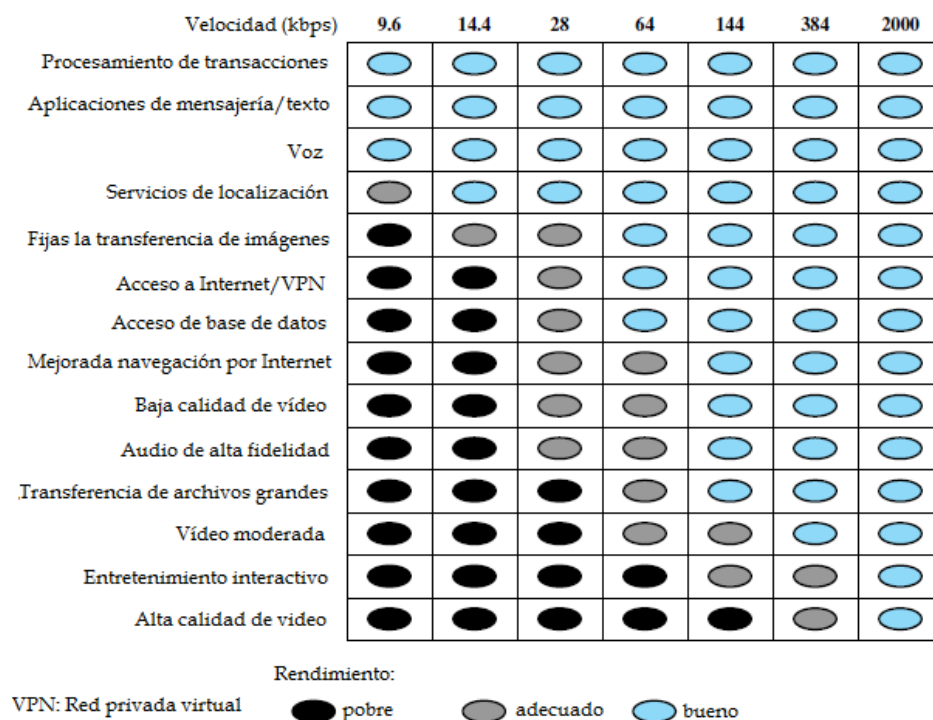 Velocidad (kbps) 9.6 14.4 28 64 144 384 2000
Procesamiento de transacciones
Aplicaciones de mensajería/texto
Voz
Servicios de localización
Fijas la transferencia de imágenes
Acceso a Internet/VPN
Acceso de base de datos
Mejorada navegación por Internet
Baja calidad de vídeo
Audio de alta fidelidad
Transferencia de archivos grandes
Vídeo moderada
Entretenimiento interactivo
Alta calidad de video
Rendimiento:
VPN: Red privada virtual pobre adecuado bueno